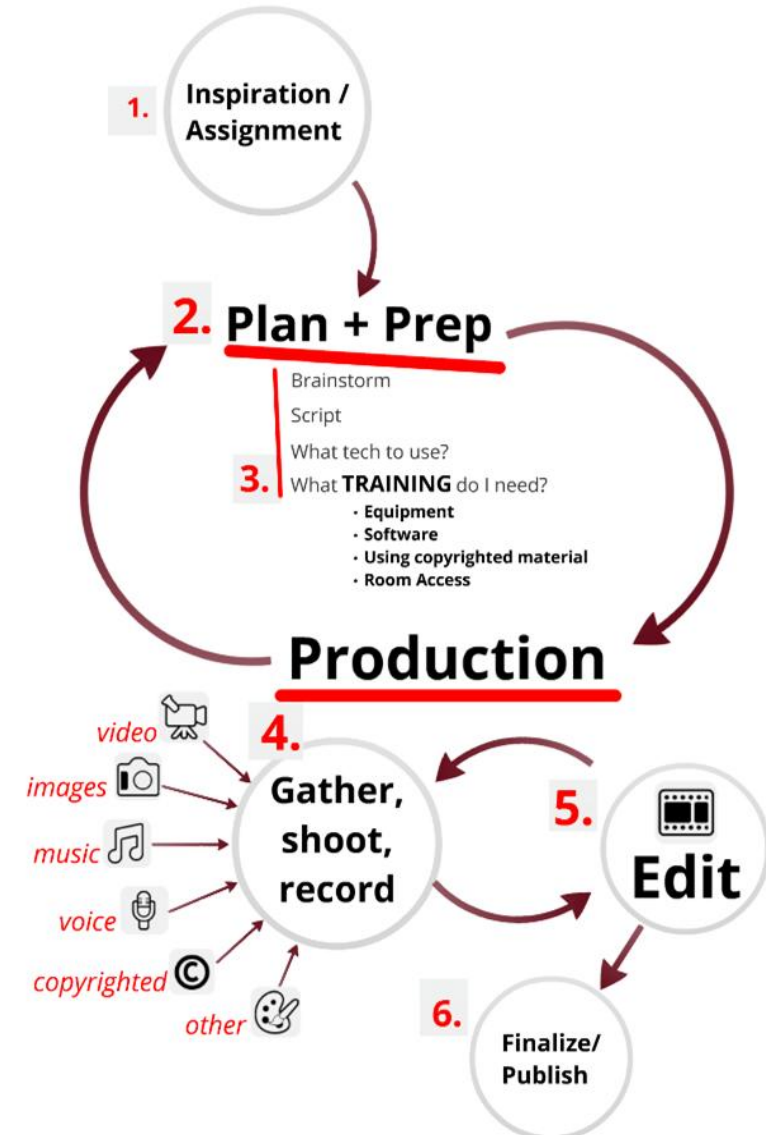 1.
Inspiration /
Assignment
2. Plan + Prep
Brainstorm
Script
What tech to use?
3. What TRAINING do I need?
· Equipment
· Software
· Using copyrighted material
· Room Access
Production
4.
Gather,
shoot,
record
video
images
music
voice
copyrighted ©
other
5.
Edit
6.
Finalize/
Publish